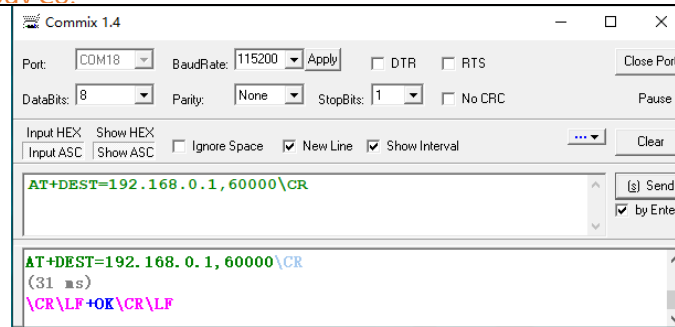 Commix 1.4
Port: COM18 BaudRate: 115200 Apply DTR RTS Close Por
DataBits: 8 Parity: None StopBits: 1 No CRC Pause
Input HEX Show HEX
Input ASC Show ASC Ignore Space New Line Show Interval ... Clear
AT+DEST=192.168.0.1,60000\CR
(s) Send
by Ente
AT+DEST=192.168.0.1,60000\CR
(31 ms)
\CR\LF+OK\CR\LF